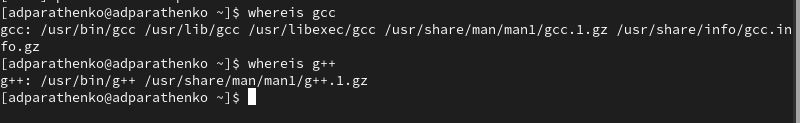 [adparathenko@adparathenko ~]$ whereis gcc
gcc: /usr/bin/gcc /usr/lib/gcc /usr/libexec/gcc /usr/share/man/man1/gcc.1.gz /usr/share/info/gcc.in
fo.gz
[adparathenko@adparathenko ~]$ whereis g++
g++: /usr/bin/g++ /usr/share/man/man1/g++.1.gz
[adparathenko@adparathenko ~]$